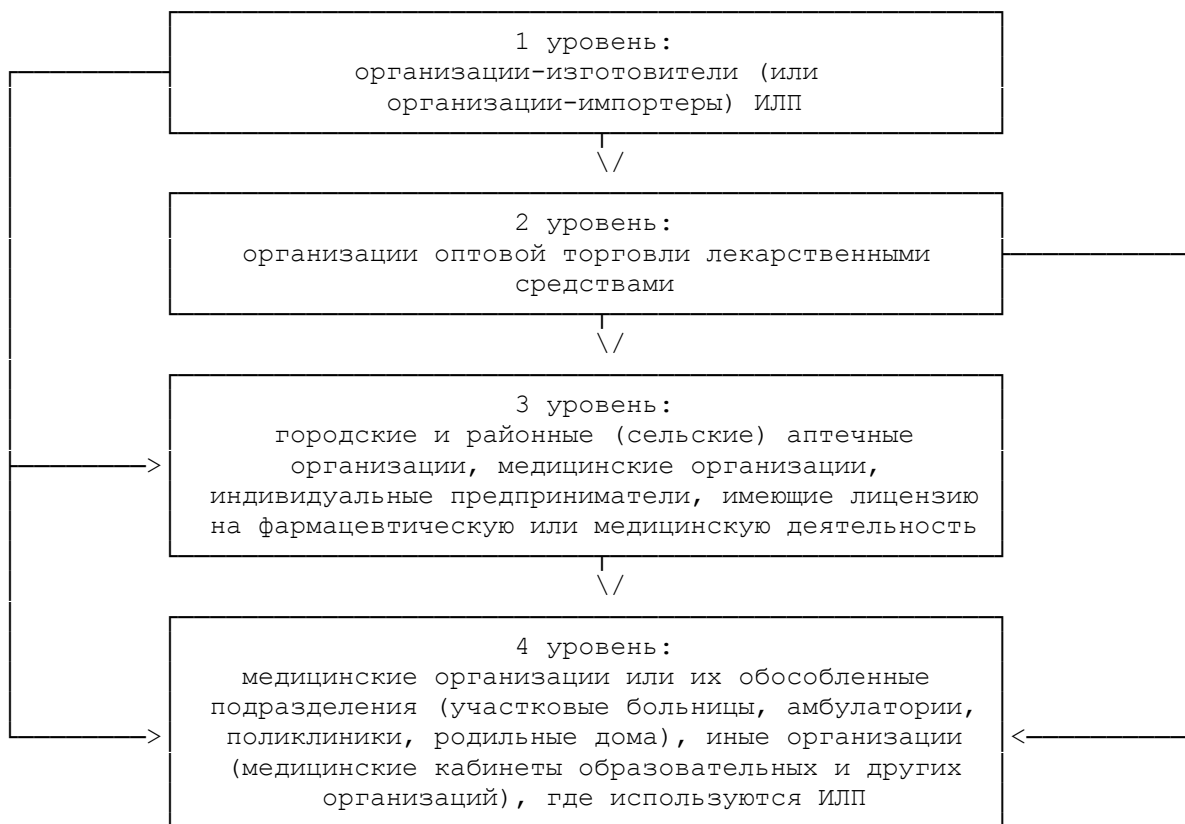 1 уровень:
организации-изготовители (или
организации-импортеры) ИЛП
2 уровень:
организации оптовой торговли лекарственными
средствами
3 уровень:
городские и районные (сельские) аптечные
организации, медицинские организации,
индивидуальные предприниматели, имеющие лицензию
на фармацевтическую или медицинскую деятельность
4 уровень:
медицинские организации или их обособленные
подразделения (участковые больницы, амбулатории,
поликлиники, родильные дома), иные организации
(медицинские кабинеты образовательных и других
организаций), где используются ИЛП